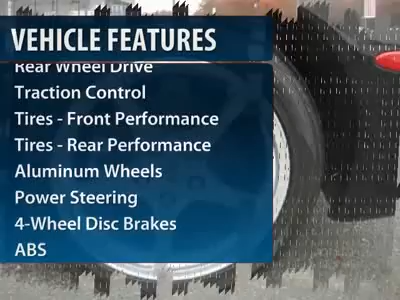 VEHICLE FEATURES
Rear Wheel Drive
Traction Control
Tires - Front Performance
Tires - Rear Performance
Aluminum Wheels
Power Steering
4-Wheel Disc Brakes
ABS